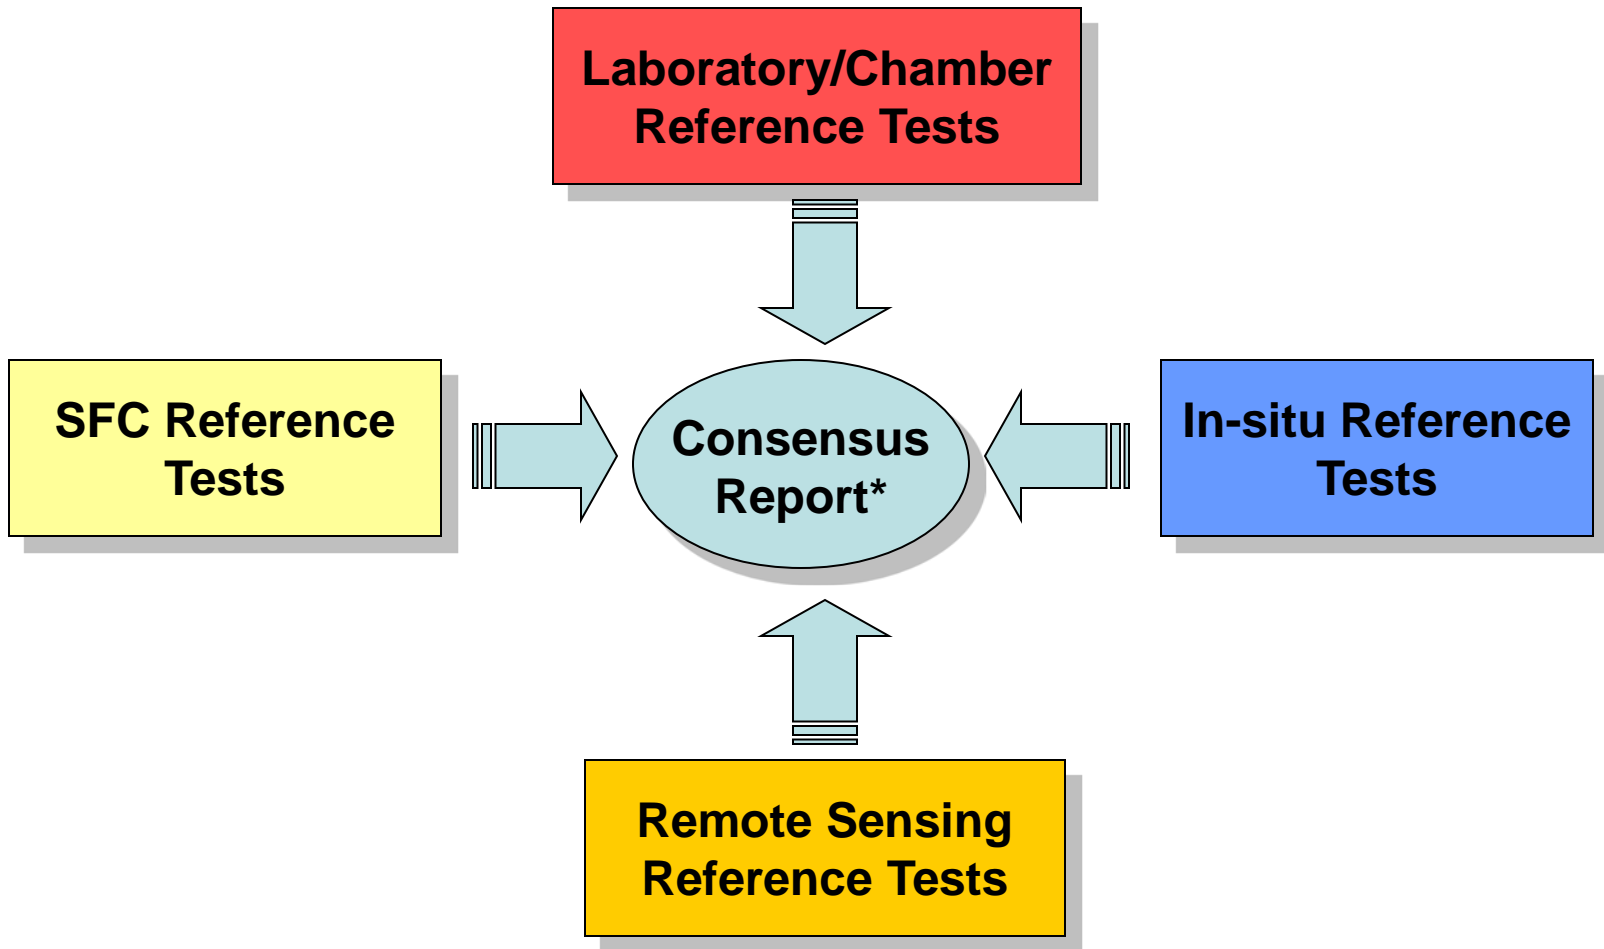 Laboratory/Chamber
Reference Tests
SFC Reference
Tests
Consensus
Report*
In-situ Reference
Tests
Remote Sensing
Reference Tests